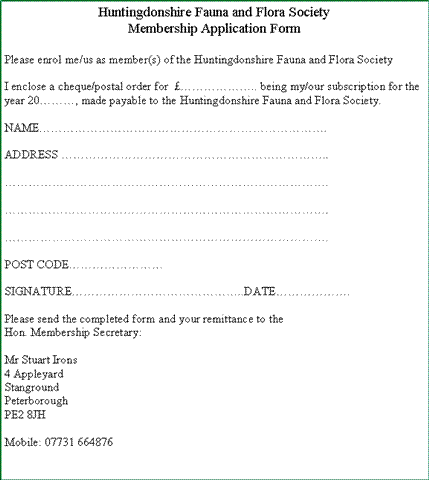 Huntingdonshire Fauna and Flora Society
Membership Application Form
Please enrol me/us as member(s) of the Huntingdonshire Fauna and Flora Society
I enclose a cheque/postal order for £……………….. being my/our subscription for the
year 20………, made payable to the Huntingdonshire Fauna and Flora Society.
NAME……………………………………………………………….
ADDRESS …………………………………………………………..
………………………………………………………………………..
………………………………………………………………………..
………………………………………………………………………..
POST CODE……………………
SIGNATURE……………………………………..DATE……………….
Please send the completed form and your remittance to the
Hon. Membership Secretary:
Mr Stuart Irons
4 Appleyard
Stanground
Peterborough
PE2 8JH
Mobile: 07731 664876